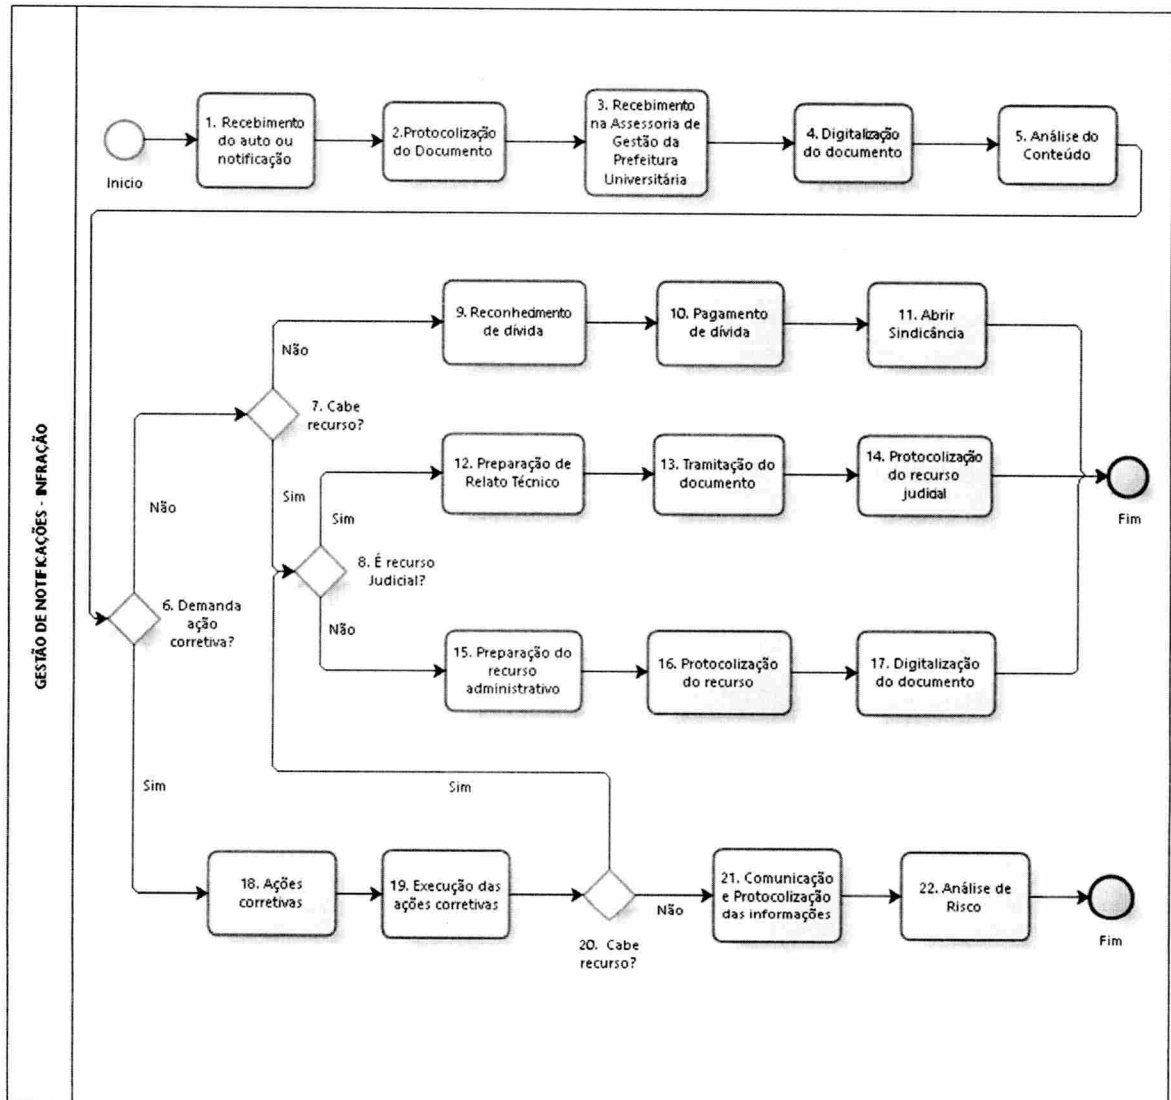 GESTÃO DE NOTIFICAÇÕES - INFRAÇÃO
Inicio
1. Recebimento
do auto ou
notificação
2.Protocolização
do Documento
3. Recebimento
na Assessoria de
Gestão da
Prefeitura
Universitária
4. Digitalização
do documento
5. Análise do
Conteúdo
6. Demanda
ação
corretiva?
Não
Sim
7. Cabe
recurso?
Não
Sim
8. É recurso
Judicial?
Sim
Não
9. Reconhecimento
de dívida
10. Pagamento
de dívida
11. Abrir
Sindicância
12. Preparação de
Relato Técnico
13. Tramitação do
documento
14. Protocolização
do recurso
judicial
Fim
15. Preparação do
recurso
administrativo
16. Protocolização
do recurso
17. Digitalização
do documento
18. Ações
corretivas
19. Execução das
ações corretivas
20. Cabe
recurso?
Sim
Não
21. Comunicação
e Protocolização
das informações
22. Análise de
Risco
Fim